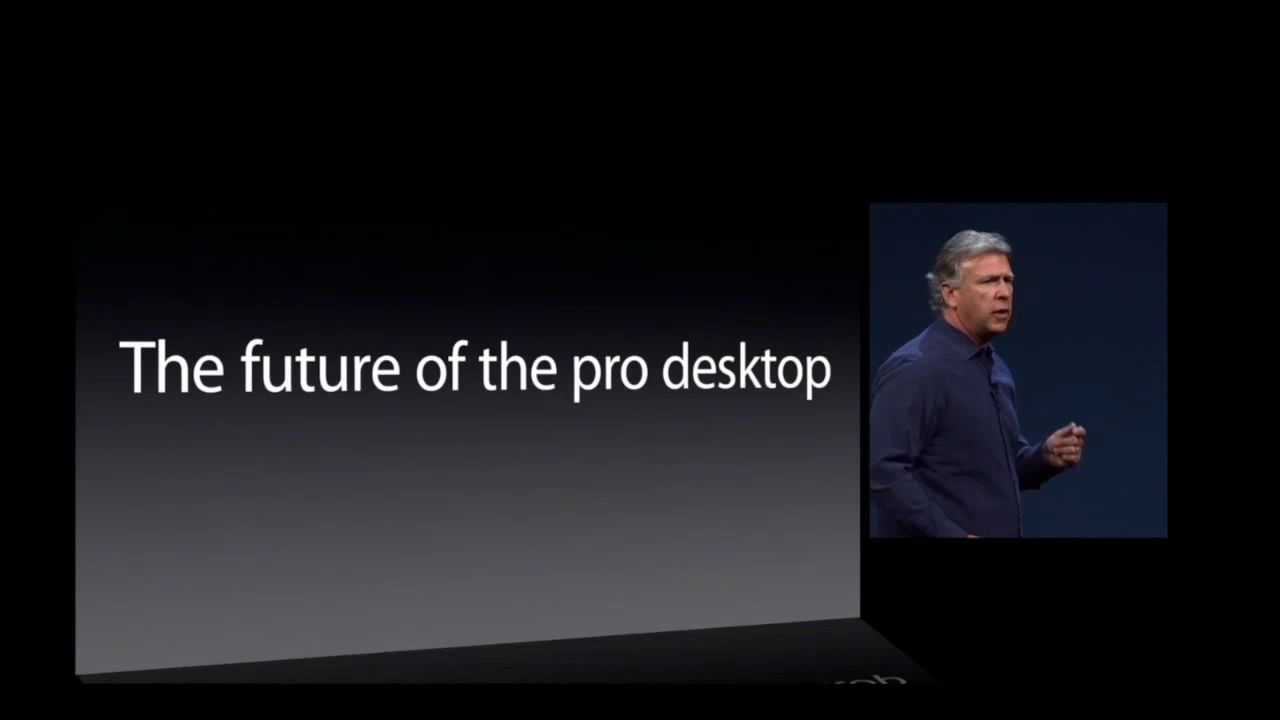 The future of the pro desktop